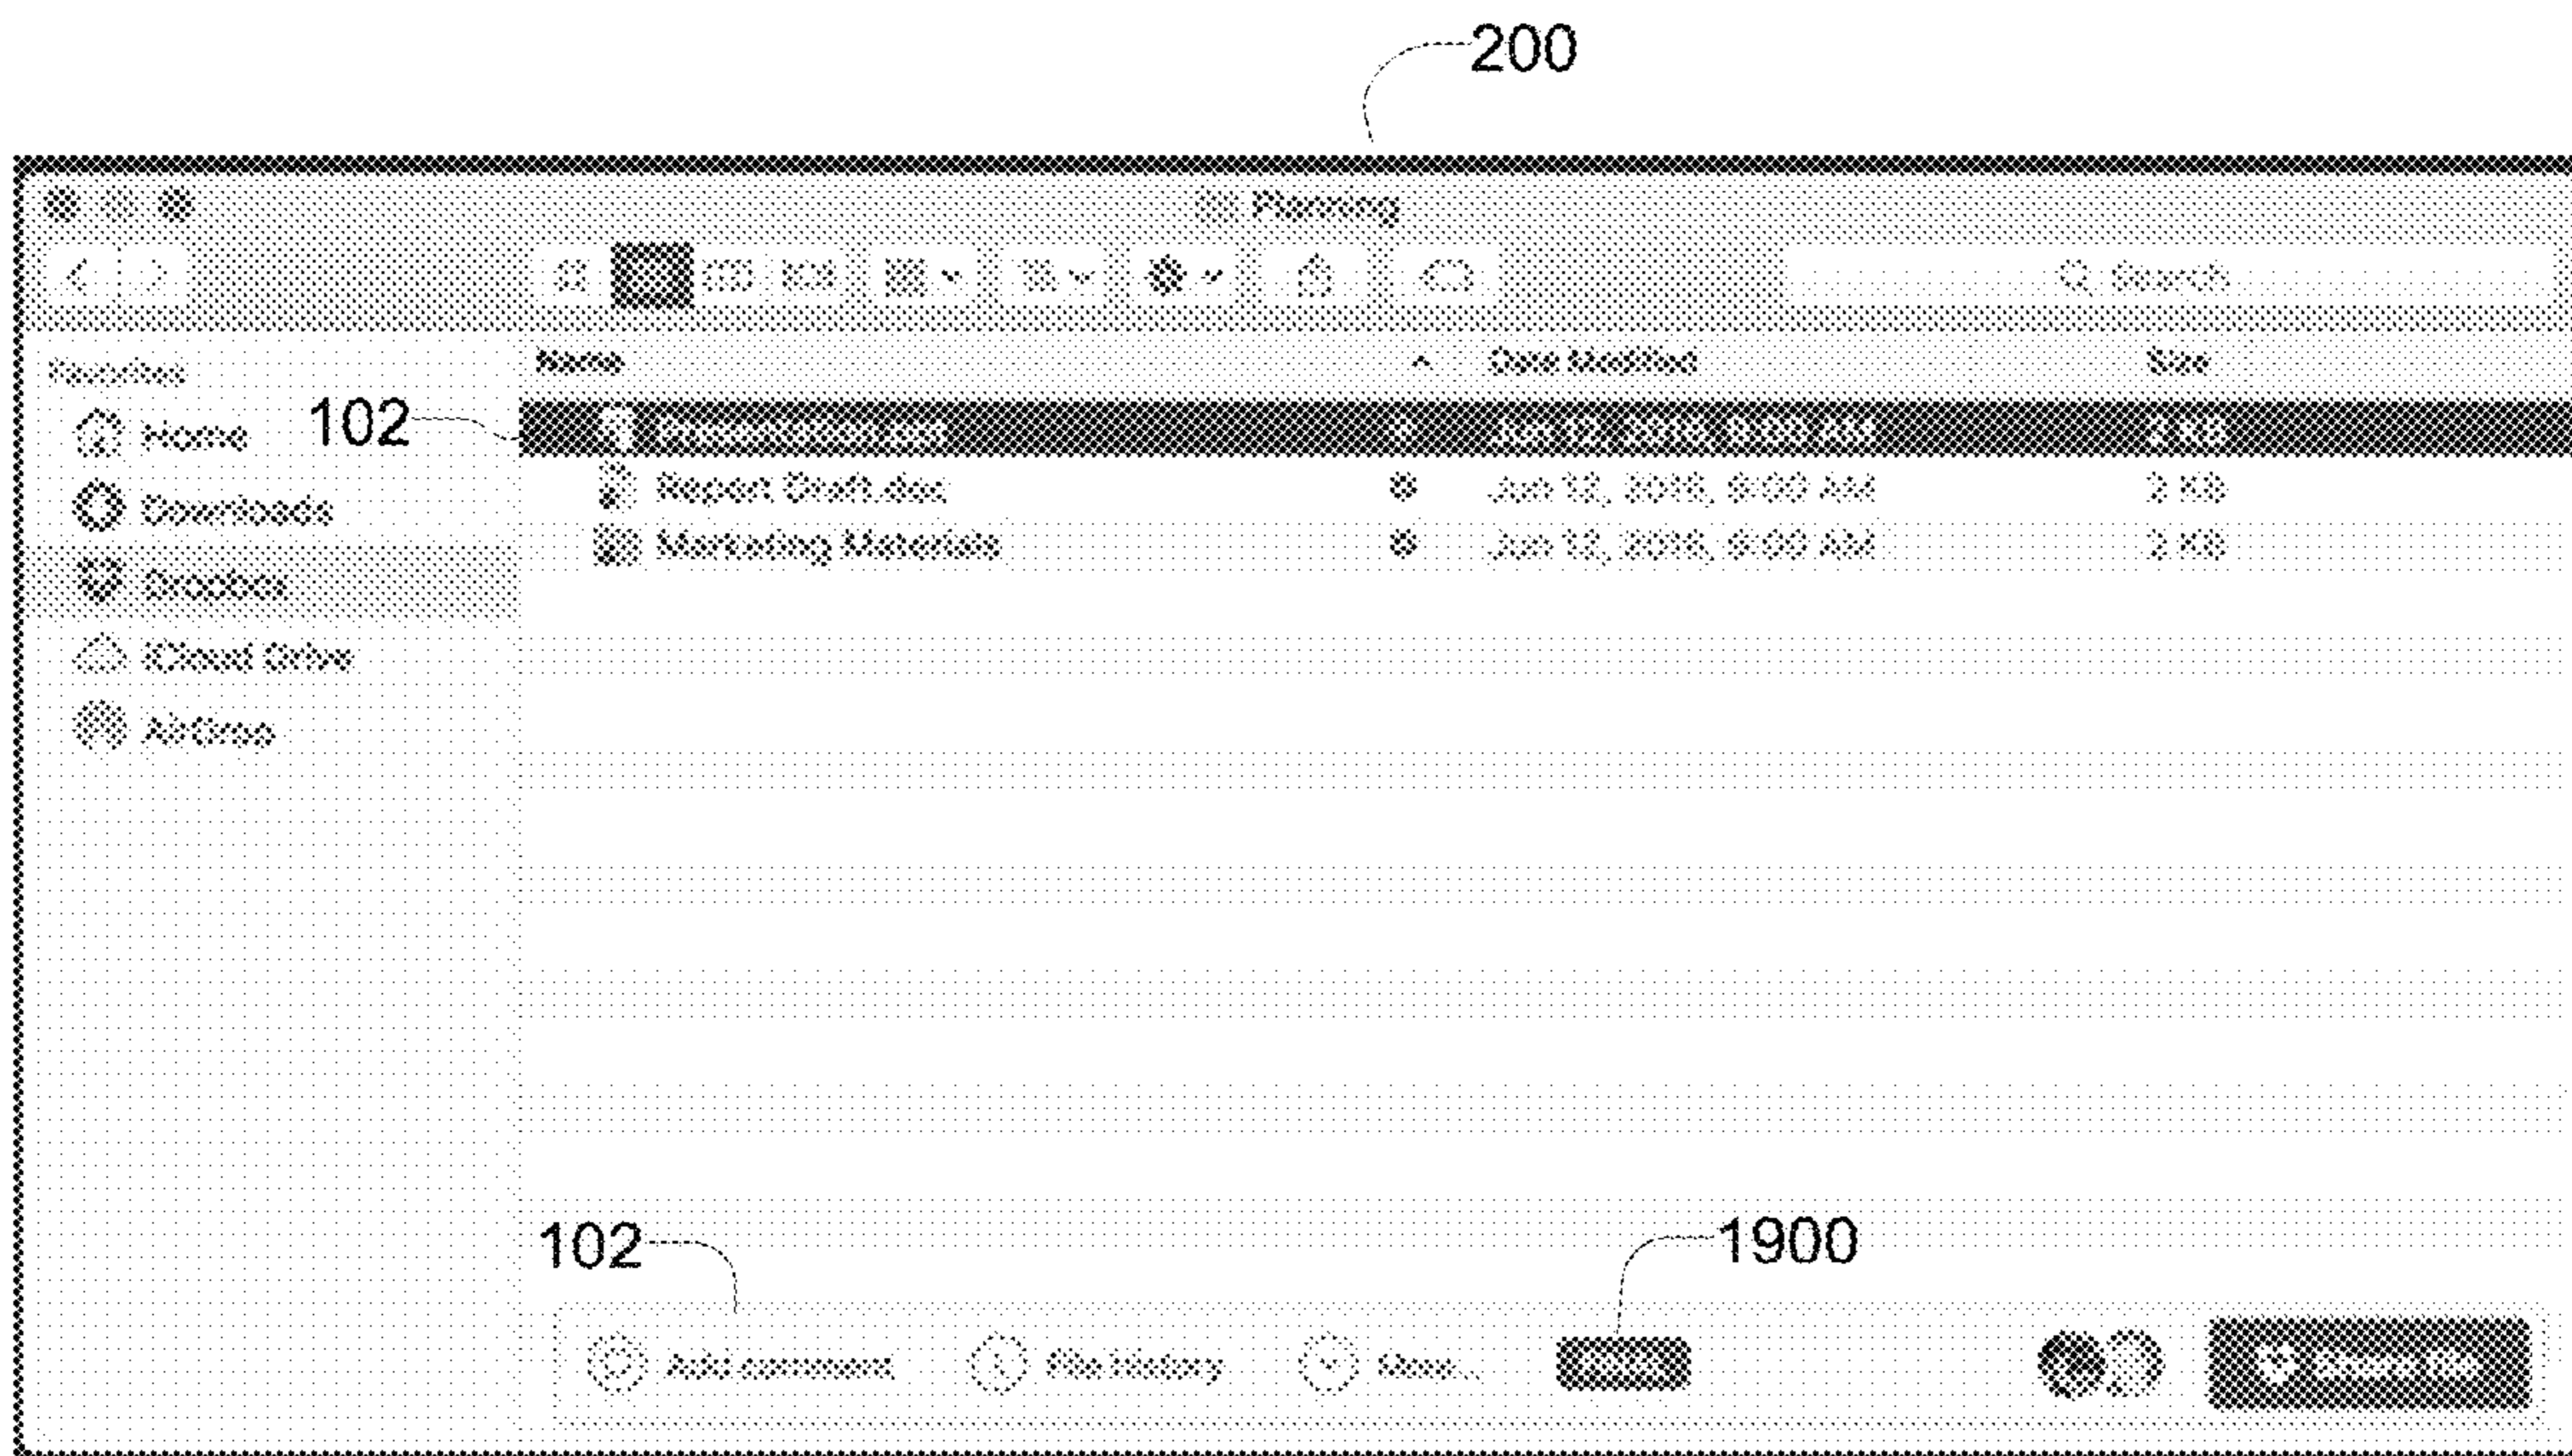 200
Planning
Search
Favorites
Name Date Modified Size
Home 102
Downloads
Dropbox
iCloud Drive
AirDrop
Report Draft.doc Jun 12, 2016, 9:00 AM 2 KB
Marketing Materials Jun 12, 2016, 9:00 AM 2 KB
102 1900
Add comment File history More...